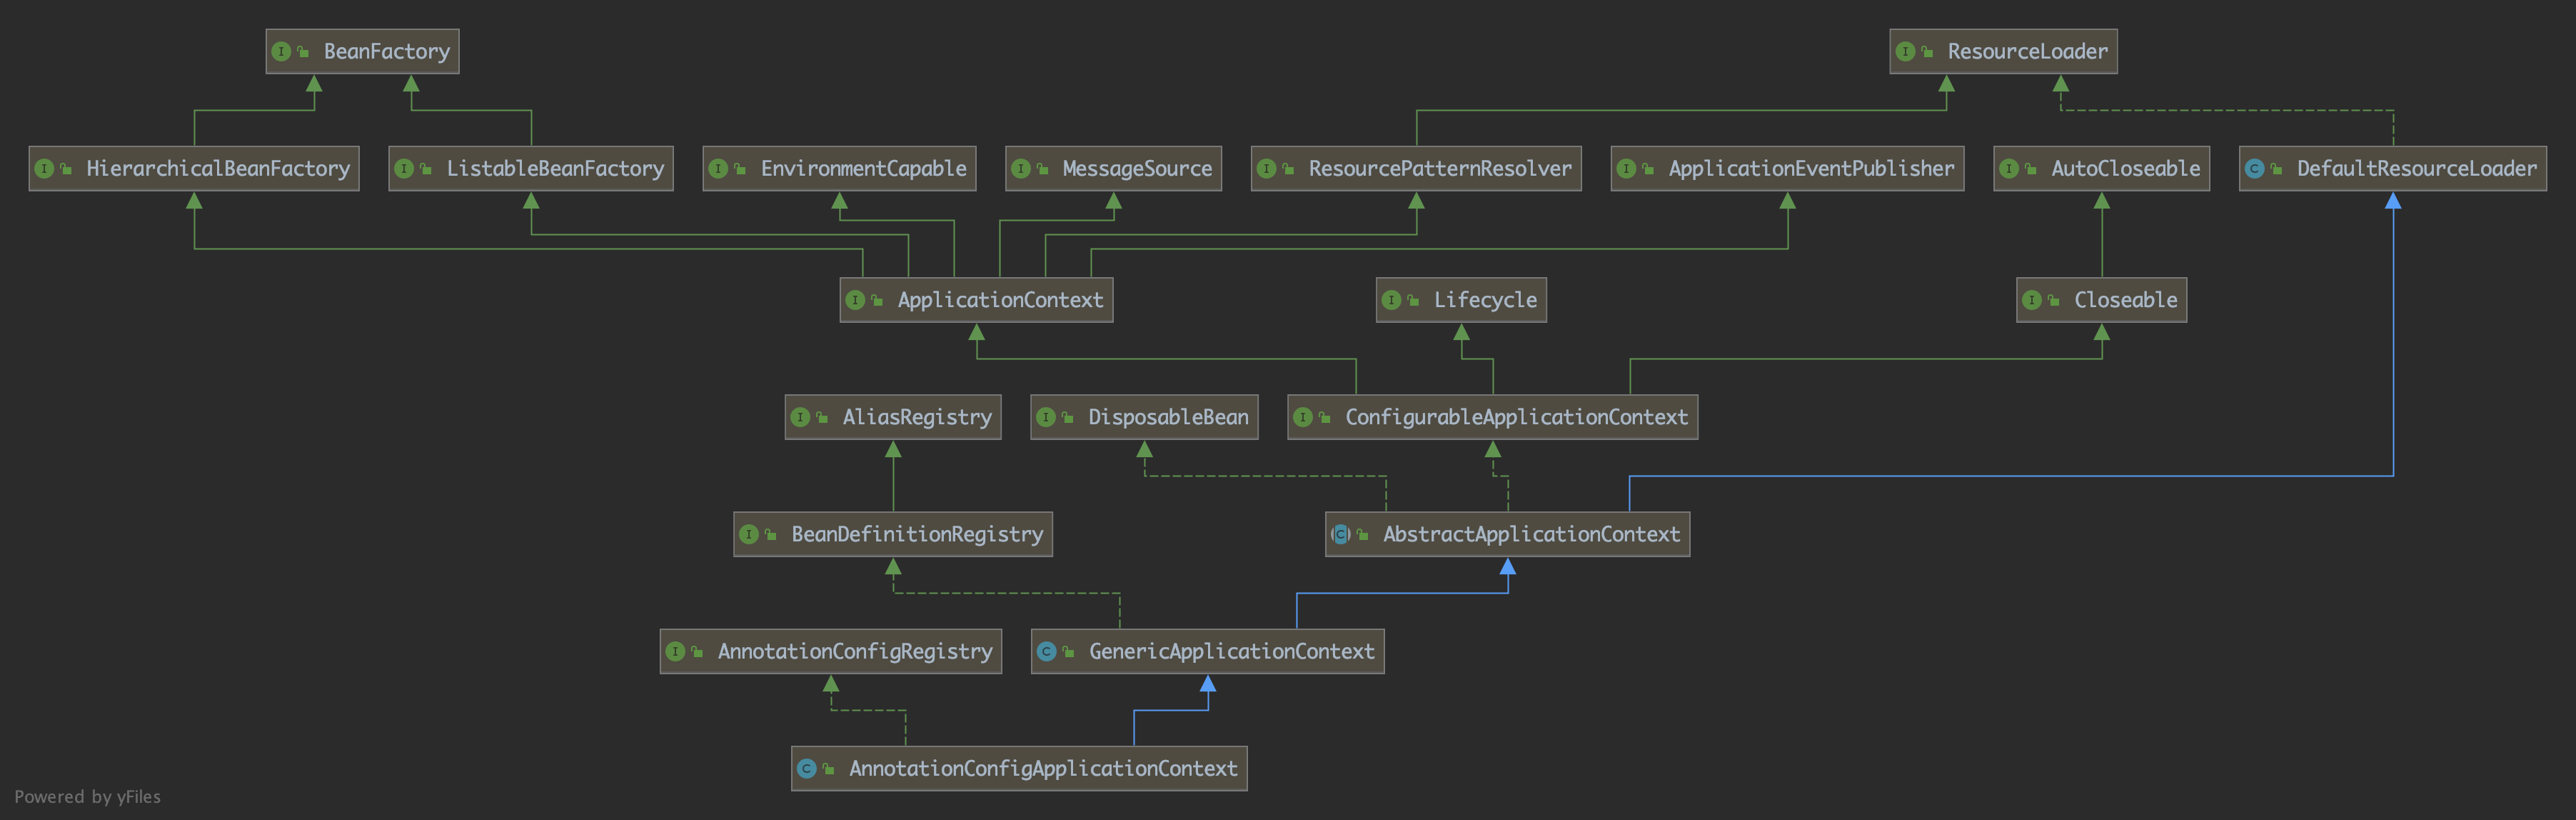 BeanFactory
ResourceLoader
HierarchicalBeanFactory
ListableBeanFactory
EnvironmentCapable
MessageSource
ResourcePatternResolver
ApplicationEventPublisher
AutoCloseable
DefaultResourceLoader
ApplicationContext
Lifecycle
Closeable
AliasRegistry
DisposableBean
ConfigurableApplicationContext
BeanDefinitionRegistry
AbstractApplicationContext
AnnotationConfigRegistry
GenericApplicationContext
AnnotationConfigApplicationContext
Powered by yFiles